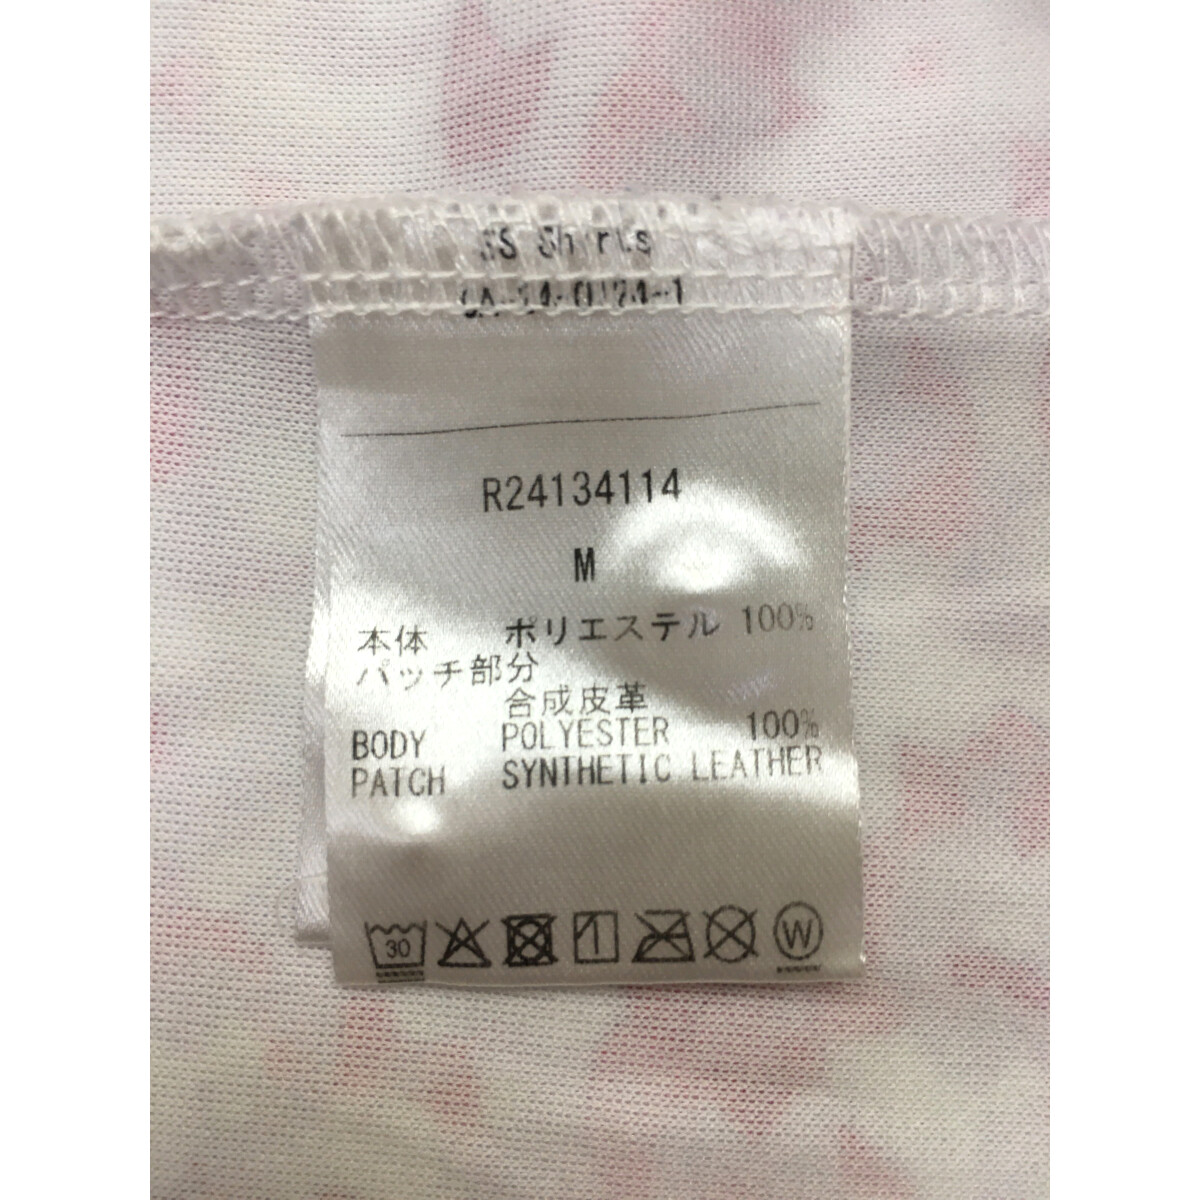 SS Shirts
R24134114
M
本体 ポリエステル 100%
パッチ部分
合成皮革
BODY POLYESTER 100%
PATCH SYNTHETIC LEATHER
30
W